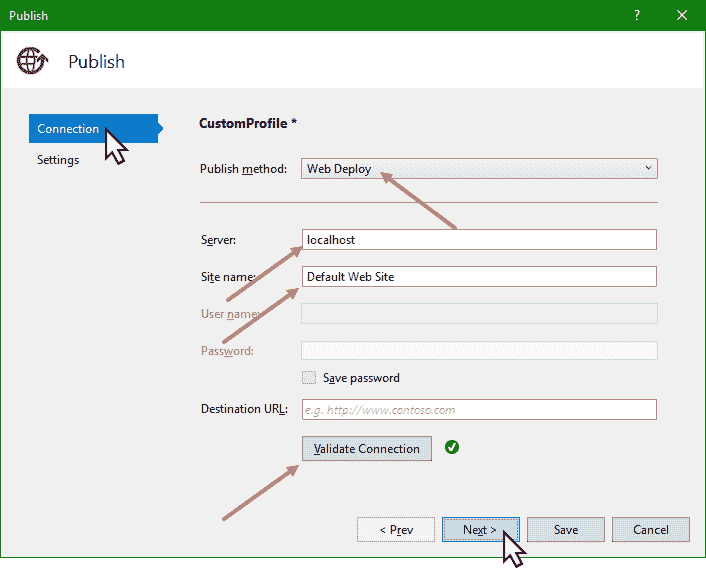 Publish
?
Publish
Connection
CustomProfile *
Settings
Publish method: Web Deploy
Server: localhost
Site name: Default Web Site
User name:
Password:
Save password
Destination URL: e.g. http://www.contoso.com
Validate Connection
< Prev Next > Save Cancel